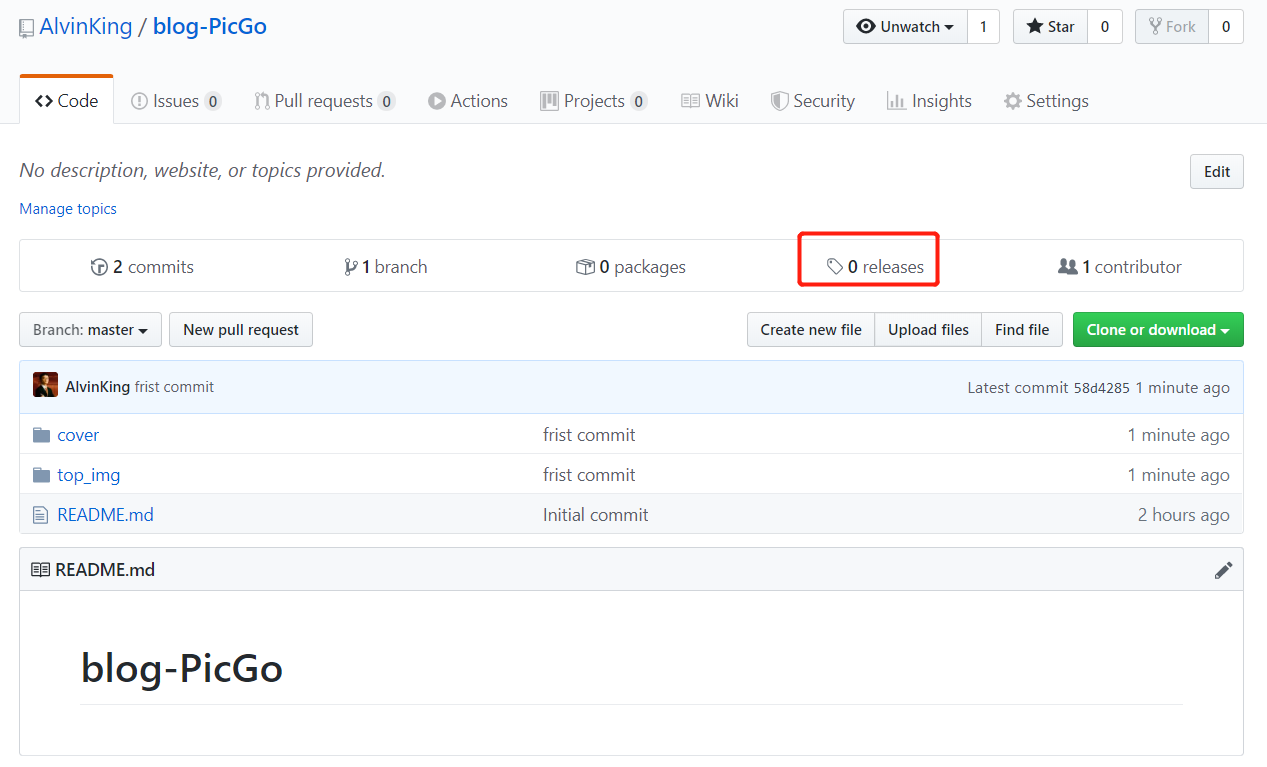 AlvinKing / blog-PicGo Unwatch 1 Star 0 Fork 0
Code Issues 0 Pull requests 0 Actions Projects 0 Wiki Security Insights Settings
No description, website, or topics provided. Edit
Manage topics
2 commits 1 branch 0 packages 0 releases 1 contributor
Branch: master New pull request Create new file Upload files Find file Clone or download
AlvinKing frist commit Latest commit 58d4285 1 minute ago
cover frist commit 1 minute ago
top_img frist commit 1 minute ago
README.md Initial commit 2 hours ago
README.md
blog-PicGo